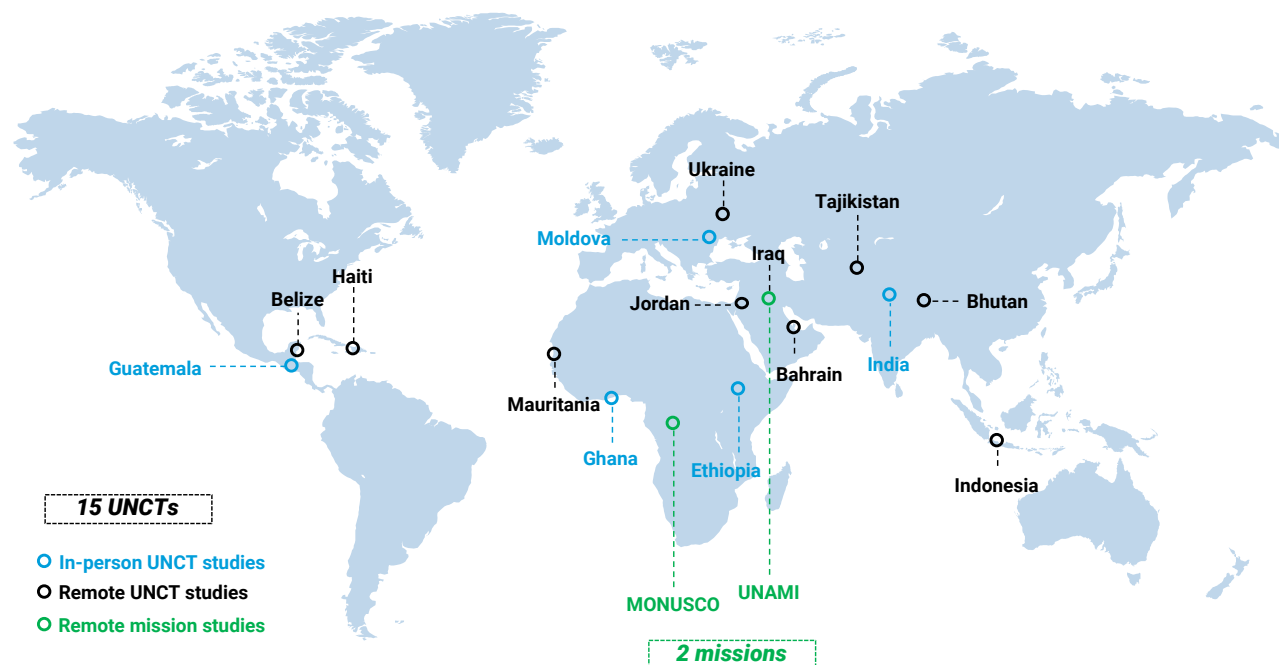 Ukraine
Tajikistan
Moldova
Iraq
Haiti
Belize
Jordan
Bhutan
Guatemala
India
Bahrain
Mauritania
Ghana
Ethiopia
Indonesia
15 UNCTs
In-person UNCT studies
Remote UNCT studies
Remote mission studies
MONUSCO
UNAMI
2 missions